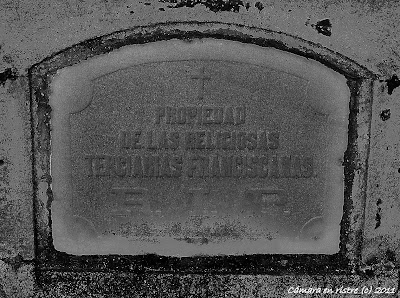 PROPIEDAD
DE LAS RELIGIOSAS
TERCIARIAS FRANCISCANAS.
Cámara en ristre (c) 2011